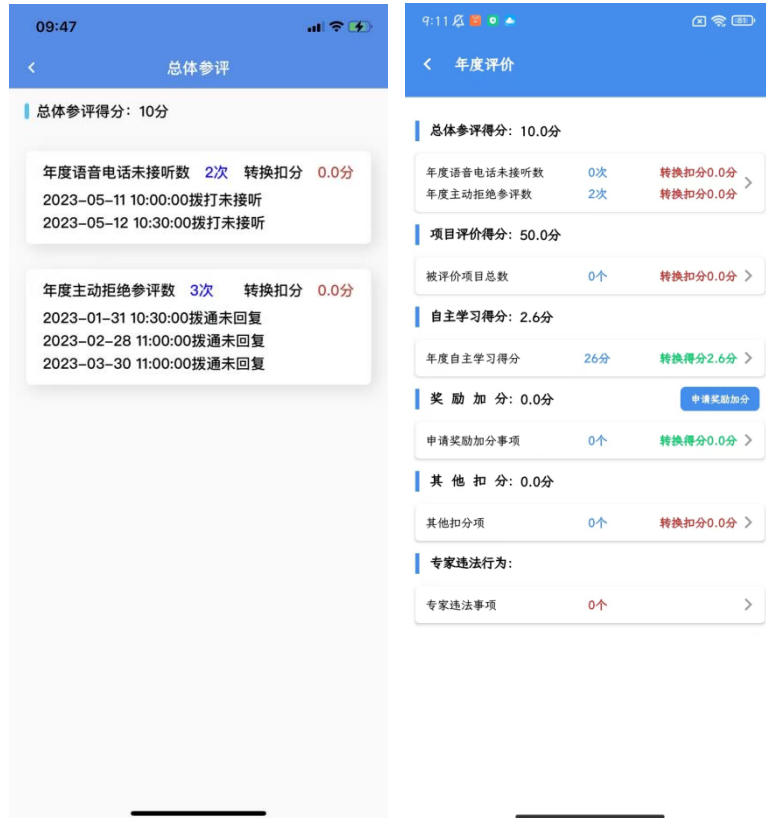 09:47
总体参评
总体参评得分：10分
年度语音电话未接听数 2次 转换扣分 0.0分
2023-05-11 10:00:00拨打未接听
2023-05-12 10:30:00拨打未接听
年度主动拒绝参评数 3次 转换扣分 0.0分
2023-01-31 10:30:00拨通未回复
2023-02-28 11:00:00拨通未回复
2023-03-30 11:00:00拨通未回复
9:11
年度评价
总体参评得分：10.0分
年度语音电话未接听数 0次 转换扣分0.0分
年度主动拒绝参评数 2次 转换扣分0.0分
项目评价得分：50.0分
被评价项目总数 0个 转换扣分0.0分
自主学习得分：2.6分
年度自主学习得分 26分 转换得分2.6分
奖 励 加 分：0.0分 申请奖励加分
申请奖励加分事项 0个 转换得分0.0分
其 他 扣 分：0.0分
其他扣分项 0个 转换扣分0.0分
专家违法行为：
专家违法事项 0个